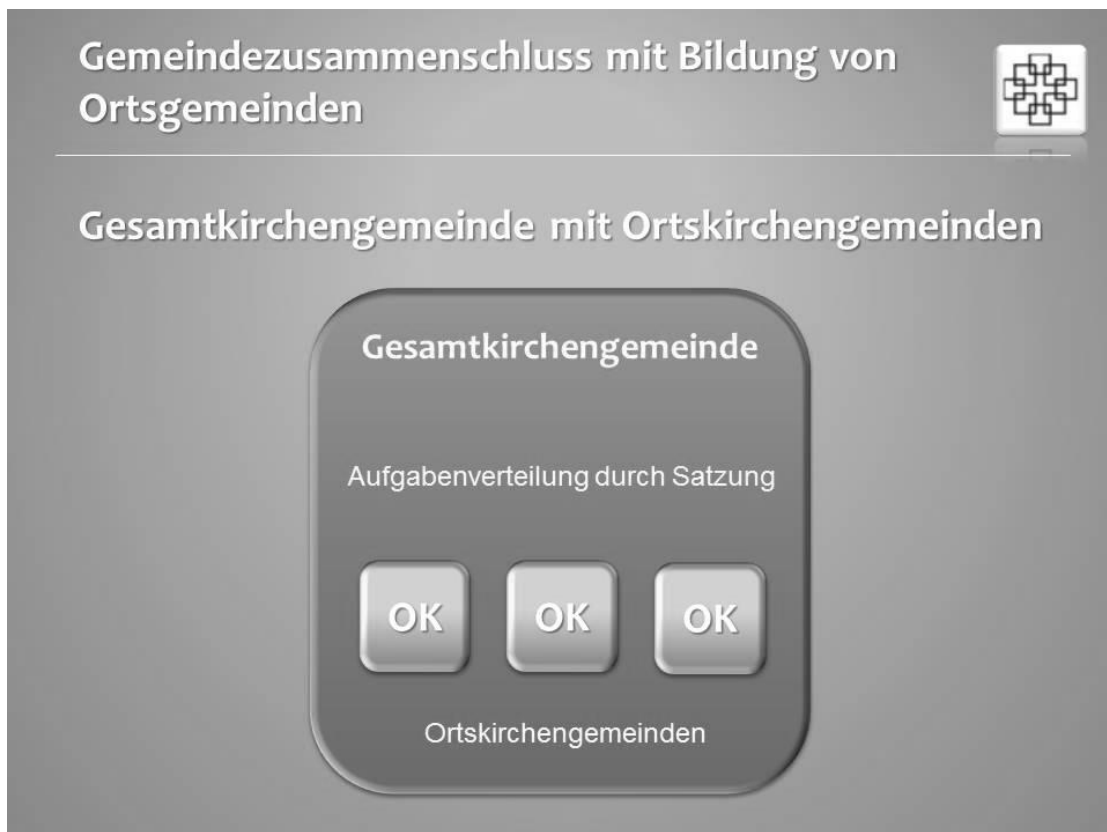 Gemeindezusammenschluss mit Bildung von
Ortsgemeinden
Gesamtkirchengemeinde mit Ortskirchengemeinden
Gesamtkirchengemeinde
Aufgabenverteilung durch Satzung
OK OK OK
Ortskirchengemeinden